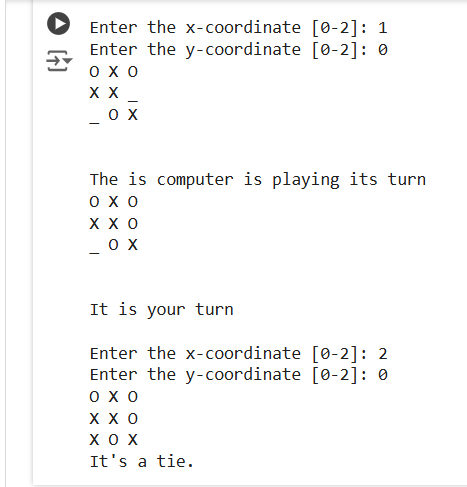 Enter the x-coordinate [0-2]: 1
Enter the y-coordinate [0-2]: 0
O X O
X X _
_ O X
The is computer is playing its turn
O X O
X X O
_ O X
It is your turn
Enter the x-coordinate [0-2]: 2
Enter the y-coordinate [0-2]: 0
O X O
X X O
X O X
It's a tie.